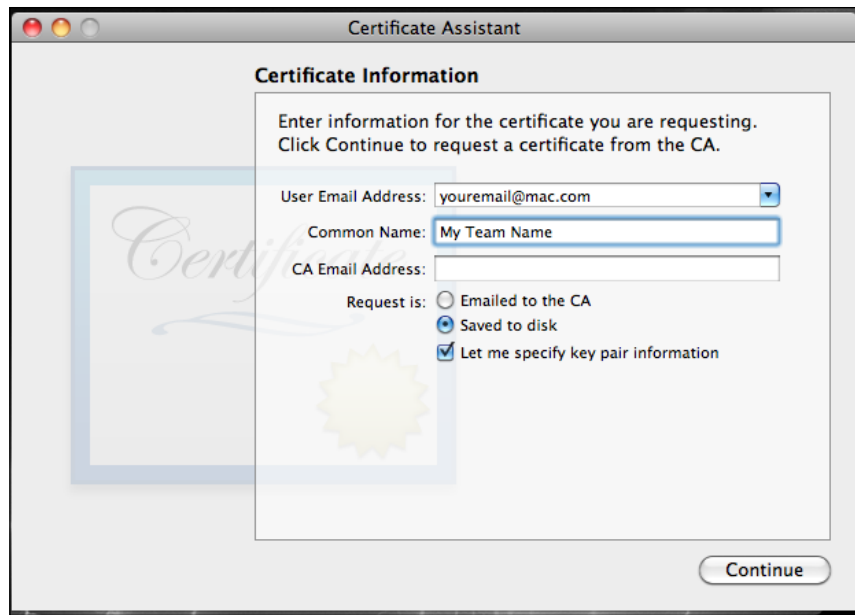 Certificate Assistant
Certificate Information
Enter information for the certificate you are requesting.
Click Continue to request a certificate from the CA.
User Email Address: youremail@mac.com
Common Name: My Team Name
CA Email Address:
Request is: Emailed to the CA
Saved to disk
Let me specify key pair information
Certificate
Continue